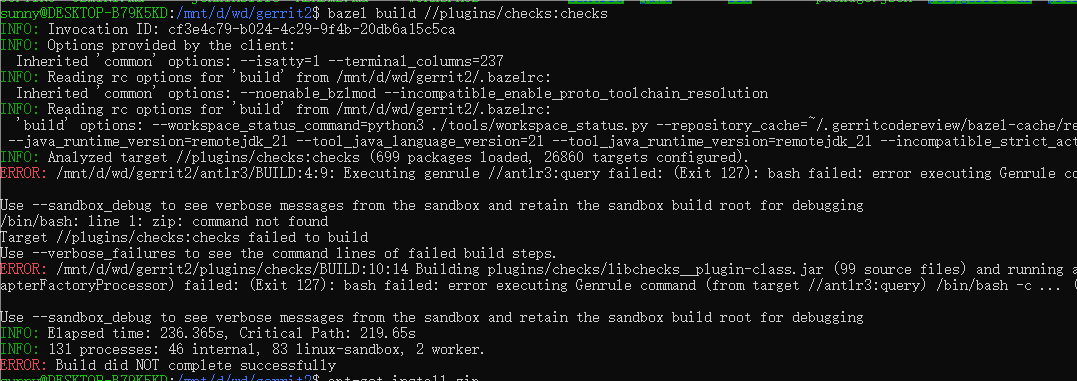 sunny@DESKTOP-B79K5KD:/mnt/d/wd/gerrit2$ bazel build //plugins/checks:checks
INFO: Invocation ID: cf3e4c79-b024-4c29-9f4b-20db6a15c5ca
INFO: Options provided by the client:
  Inherited 'common' options: --isatty=1 --terminal_columns=237
INFO: Reading rc options for 'build' from /mnt/d/wd/gerrit2/.bazelrc:
  Inherited 'common' options: --noenable_bzlmod --incompatible_enable_proto_toolchain_resolution
INFO: Reading rc options for 'build' from /mnt/d/wd/gerrit2/.bazelrc:
  'build' options: --workspace_status_command=python3 ./tools/workspace_status.py --repository_cache=~/.gerritcodereview/bazel-cache/re
 --java_runtime_version=remotejdk_21 --tool_java_language_version=21 --tool_java_runtime_version=remotejdk_21 --incompatible_strict_act
INFO: Analyzed target //plugins/checks:checks (699 packages loaded, 26860 targets configured).
ERROR: /mnt/d/wd/gerrit2/antlr3/BUILD:4:9: Executing genrule //antlr3:query failed: (Exit 127): bash failed: error executing Genrule co
Use --sandbox_debug to see verbose messages from the sandbox and retain the sandbox build root for debugging
/bin/bash: line 1: zip: command not found
Target //plugins/checks:checks failed to build
Use --verbose_failures to see the command lines of failed build steps.
ERROR: /mnt/d/wd/gerrit2/plugins/checks/BUILD:10:14 Building plugins/checks/libchecks__plugin-class.jar (99 source files) and running a
apterFactoryProcessor) failed: (Exit 127): bash failed: error executing Genrule command (from target //antlr3:query) /bin/bash -c ... (
Use --sandbox_debug to see verbose messages from the sandbox and retain the sandbox build root for debugging
INFO: Elapsed time: 236.365s, Critical Path: 219.65s
INFO: 131 processes: 46 internal, 83 linux-sandbox, 2 worker.
ERROR: Build did NOT complete successfully
sunny@DESKTOP-B79K5KD:/mnt/d/wd/gerrit2$ apt-get install zip